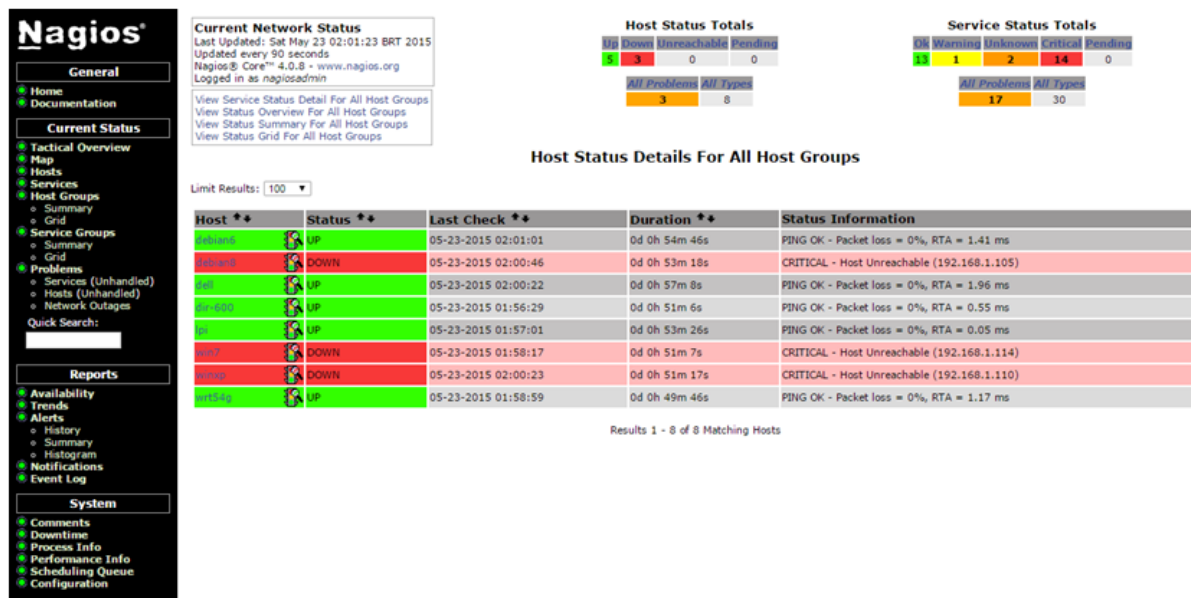 Nagios®
General
Home
Documentation
Current Status
Tactical Overview
Map
Hosts
Services
Host Groups
Summary
Grid
Service Groups
Summary
Grid
Problems
Services (Unhandled)
Hosts (Unhandled)
Network Outages
Quick Search:
Reports
Availability
Trends
Alerts
History
Summary
Histogram
Notifications
Event Log
System
Comments
Downtime
Process Info
Performance Info
Scheduling Queue
Configuration
Current Network Status
Last Updated: Sat May 23 02:01:23 BRT 2015
Updated every 90 seconds
Nagios® Core™ 4.0.8 - www.nagios.org
Logged in as nagiosadmin
View Service Status Detail For All Host Groups
View Status Overview For All Host Groups
View Status Summary For All Host Groups
View Status Grid For All Host Groups
Host Status Totals
Up Down Unreachable Pending
5 3 0 0
All Problems All Types
3 8
Service Status Totals
Ok Warning Unknown Critical Pending
13 1 2 14 0
All Problems All Types
17 30
Host Status Details For All Host Groups
Limit Results: 100
Host Status Last Check Duration Status Information
debian6 UP 05-23-2015 02:01:01 0d 0h 54m 46s PING OK - Packet loss = 0%, RTA = 1.41 ms
debian8 DOWN 05-23-2015 02:00:46 0d 0h 53m 18s CRITICAL - Host Unreachable (192.168.1.105)
dell UP 05-23-2015 02:00:22 0d 0h 57m 8s PING OK - Packet loss = 0%, RTA = 1.96 ms
dir-600 UP 05-23-2015 01:56:29 0d 0h 51m 6s PING OK - Packet loss = 0%, RTA = 0.55 ms
lpi UP 05-23-2015 01:57:01 0d 0h 53m 26s PING OK - Packet loss = 0%, RTA = 0.05 ms
win7 DOWN 05-23-2015 01:58:17 0d 0h 51m 7s CRITICAL - Host Unreachable (192.168.1.114)
winxp DOWN 05-23-2015 02:00:23 0d 0h 51m 17s CRITICAL - Host Unreachable (192.168.1.110)
wrt54g UP 05-23-2015 01:58:59 0d 0h 49m 46s PING OK - Packet loss = 0%, RTA = 1.17 ms
Results 1 - 8 of 8 Matching Hosts